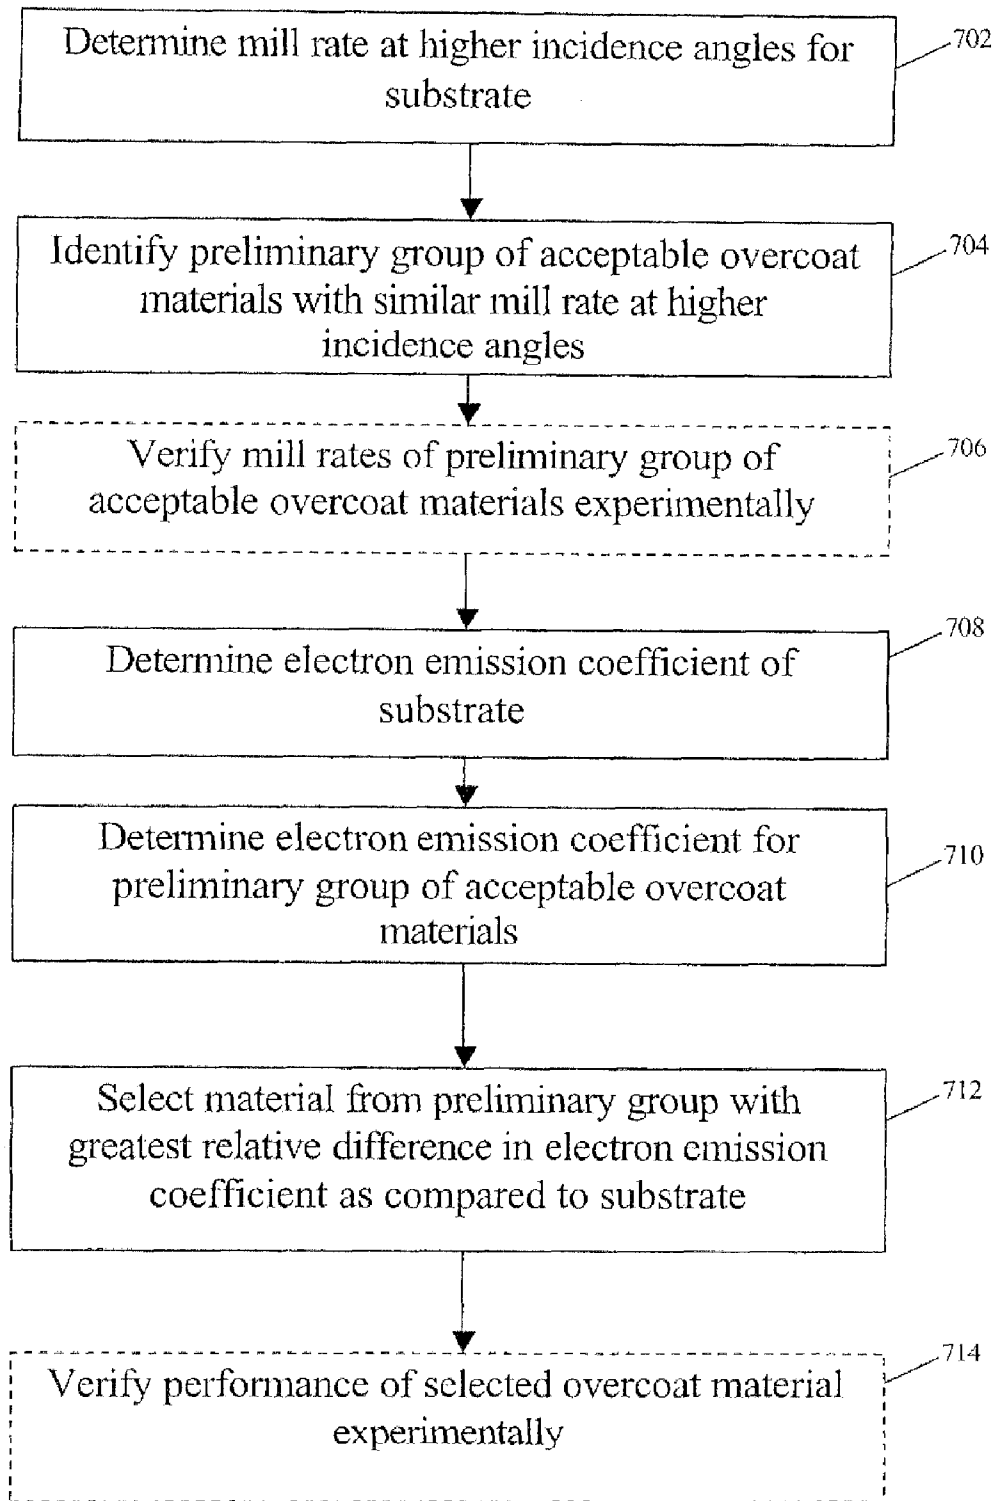 Determine mill rate at higher incidence angles for
substrate
702
Identify preliminary group of acceptable overcoat
materials with similar mill rate at higher
incidence angles
704
Verify mill rates of preliminary group of
acceptable overcoat materials experimentally
706
Determine electron emission coefficient of
substrate
708
Determine electron emission coefficient for
preliminary group of acceptable overcoat
materials
710
Select material from preliminary group with
greatest relative difference in electron emission
coefficient as compared to substrate
712
Verify performance of selected overcoat material
experimentally
714